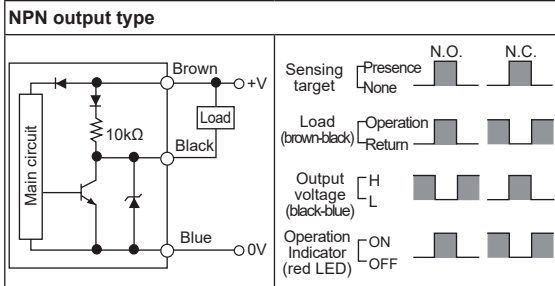 NPN output type
Brown
+V
Load
10kΩ
Black
Main circuit
Blue
0V
N.O.
N.C.
Sensing
target
Presence
None
Load
(brown-black)
Operation
Return
Output
voltage
(black-blue)
H
L
Operation
Indicator
(red LED)
ON
OFF